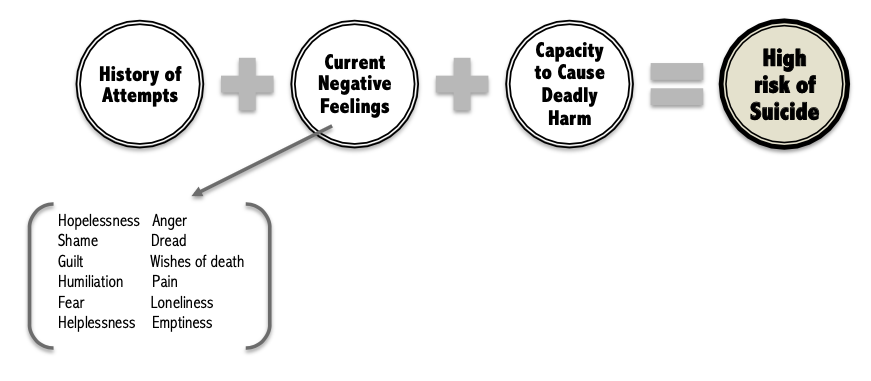 History of
Attempts
Current
Negative
Feelings
Capacity
to Cause
Deadly
Harm
High
risk of
Suicide
Hopelessness Anger
Shame Dread
Guilt Wishes of death
Humiliation Pain
Fear Loneliness
Helplessness Emptiness